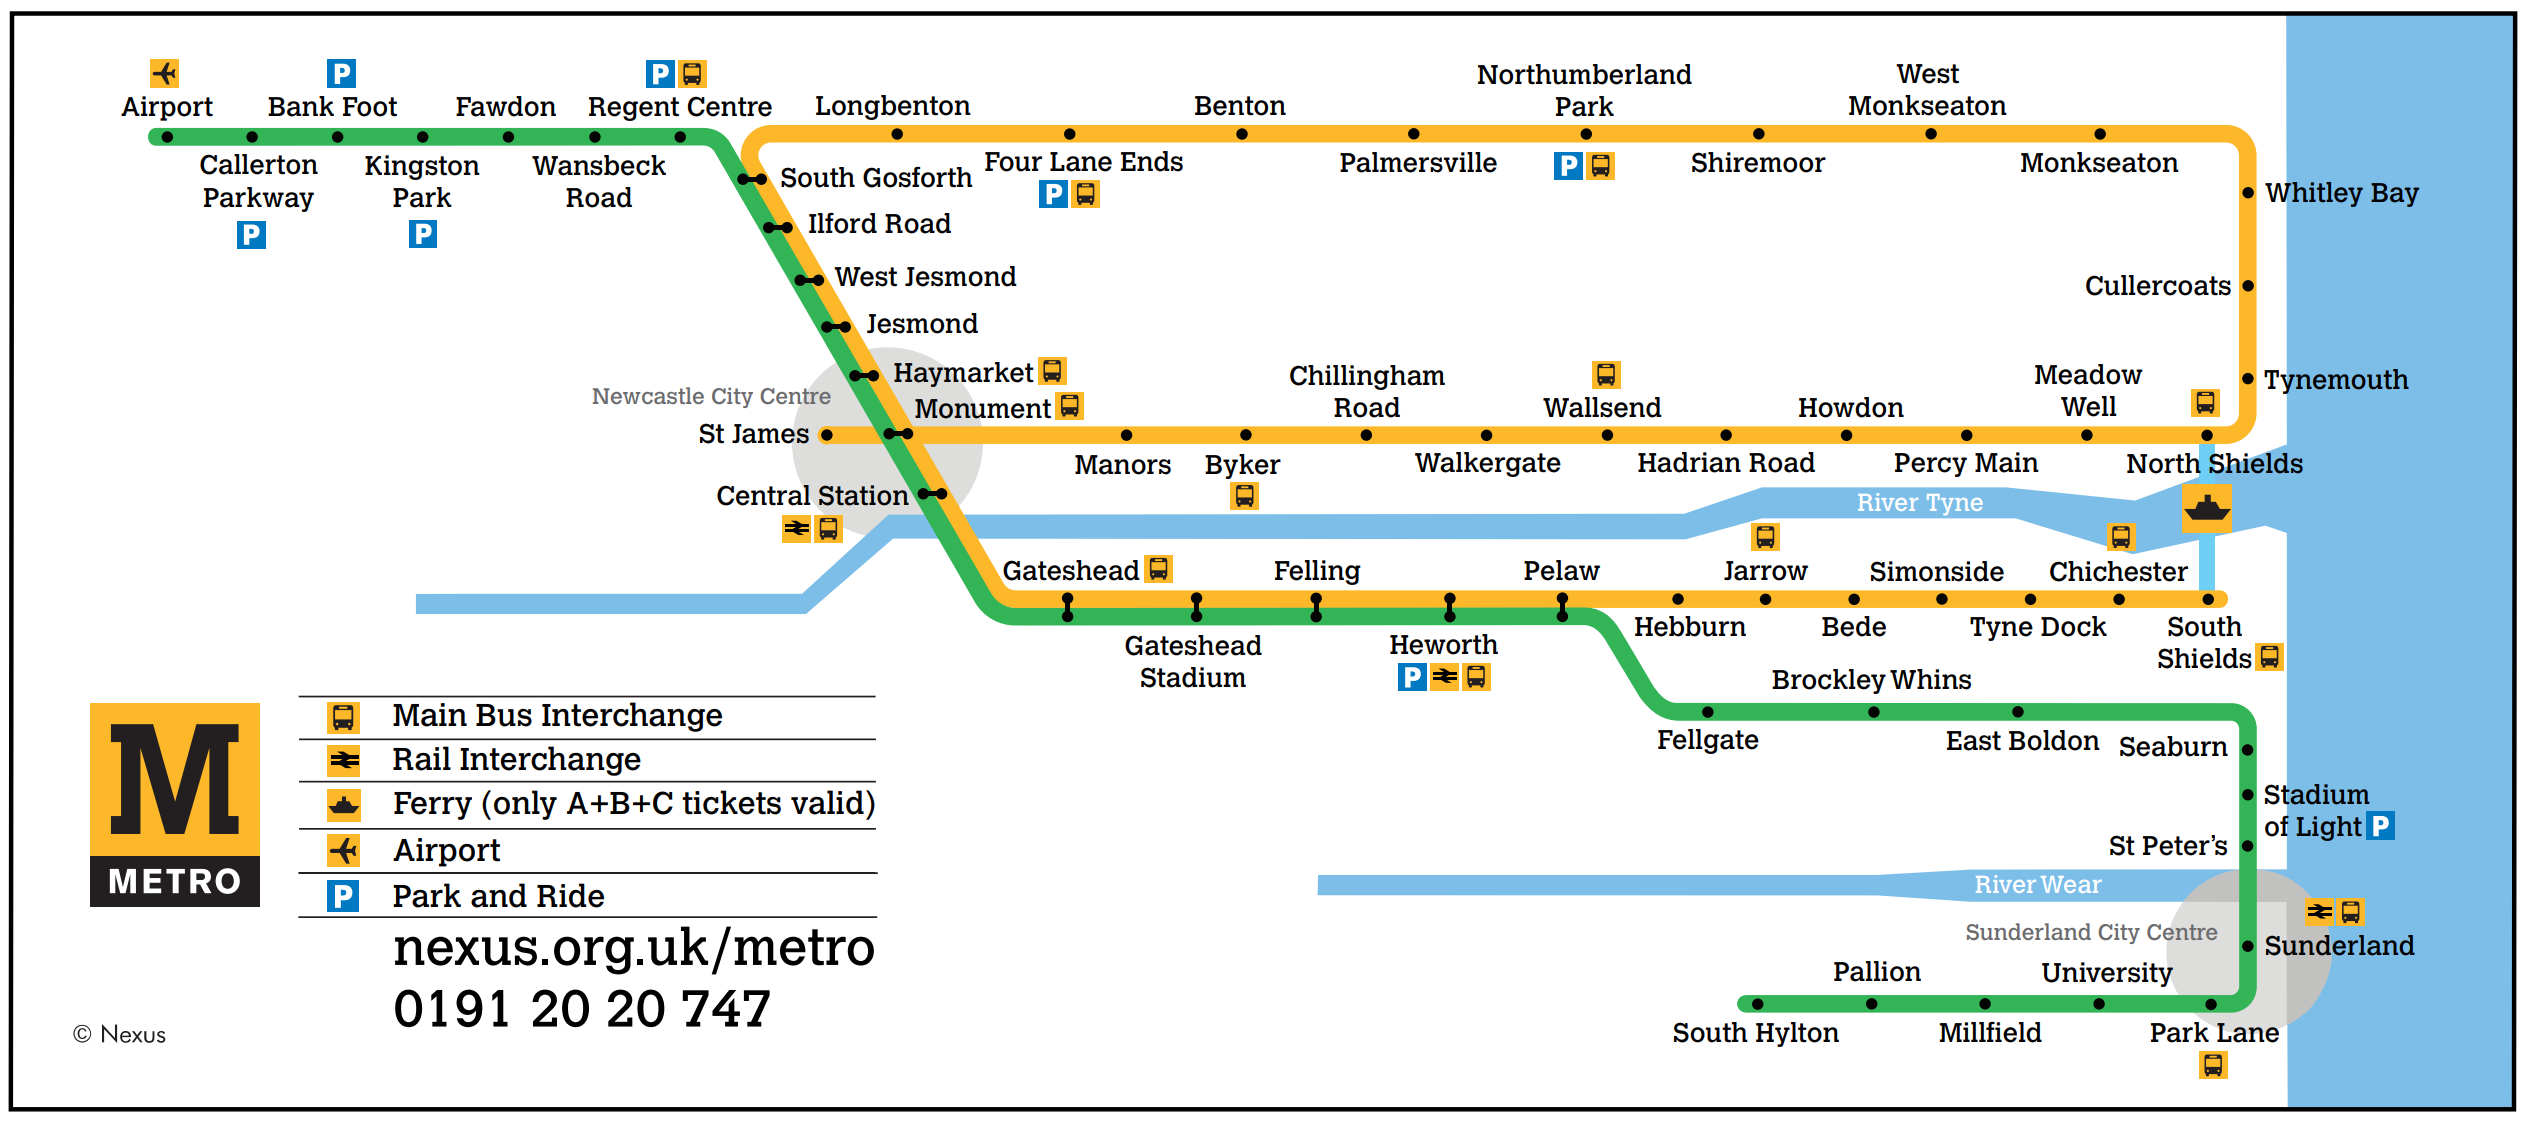 Airport
Callerton
Parkway
P
P
Bank Foot
Kingston
Park
P
Fawdon
Wansbeck
Road
P
Regent Centre
Longbenton
Four Lane Ends
P
Benton
Palmersville
Northumberland
Park
P
Shiremoor
West
Monkseaton
Monkseaton
Whitley Bay
Cullercoats
Tynemouth
South Gosforth
Ilford Road
West Jesmond
Jesmond
Haymarket
Newcastle City Centre
Monument
St James
Central Station
Manors
Byker
Chillingham
Road
Walkergate
Wallsend
Hadrian Road
Howdon
Percy Main
Meadow
Well
North Shields
River Tyne
Gateshead
Gateshead
Stadium
Felling
Heworth
P
Pelaw
Hebburn
Jarrow
Bede
Simonside
Tyne Dock
Chichester
South
Shields
Fellgate
Brockley Whins
East Boldon
Seaburn
Stadium
of Light P
St Peter's
River Wear
Sunderland City Centre
Sunderland
Park Lane
University
Millfield
Pallion
South Hylton
M
METRO
Main Bus Interchange
Rail Interchange
Ferry (only A+B+C tickets valid)
Airport
P Park and Ride
nexus.org.uk/metro
0191 20 20 747
© Nexus